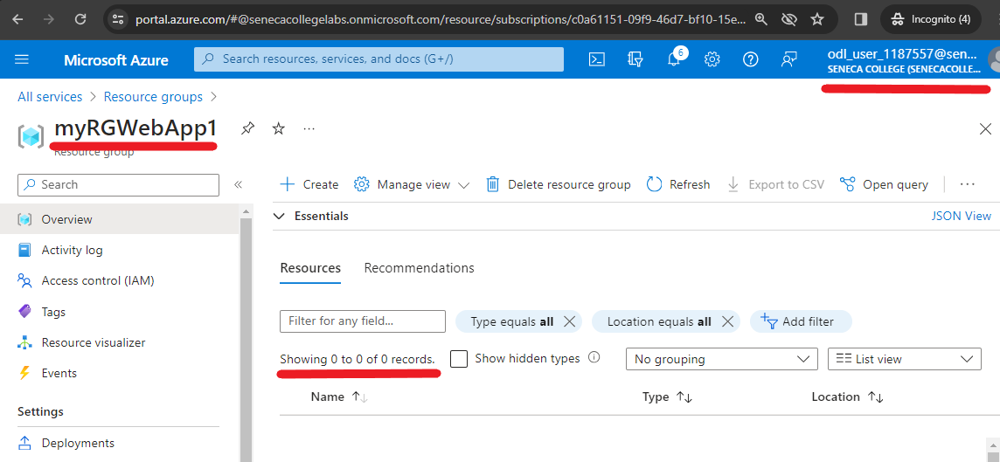 portal.azure.com/#@senecacollegelabs.onmicrosoft.com/resource/subscriptions/c0a61151-09f9-46d7-bf10-15e...
Incognito (4)
Microsoft Azure
Search resources, services, and docs (G+/)
6
odl_user_1187557@sen...
SENECA COLLEGE (SENECACOLLE...
All services > Resource groups >
myRGWebApp1
...
Resource group
Search
«
Create
Manage view
Delete resource group
Refresh
Export to CSV
Open query
...
Overview
Essentials
JSON View
Activity log
Access control (IAM)
Tags
Resource visualizer
Events
Settings
Deployments
Resources
Recommendations
Filter for any field...
Type equals all
Location equals all
Add filter
Showing 0 to 0 of 0 records.
Show hidden types
No grouping
List view
Name
Type
Location